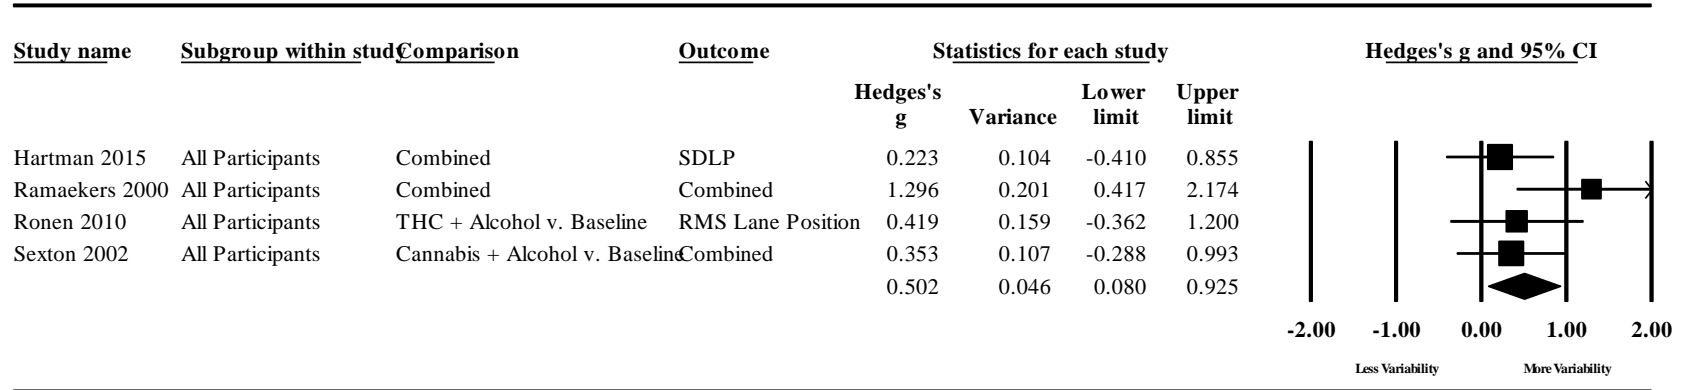 Study name Subgroup within study Comparison Outcome Statistics for each study Hedges's g and 95% CI
Hedges's Lower Upper
g Variance limit limit
Hartman 2015 All Participants Combined SDLP 0.223 0.104 -0.410 0.855
Ramaekers 2000 All Participants Combined Combined 1.296 0.201 0.417 2.174
Ronen 2010 All Participants THC + Alcohol v. Baseline RMS Lane Position 0.419 0.159 -0.362 1.200
Sexton 2002 All Participants Cannabis + Alcohol v. Baseline Combined 0.353 0.107 -0.288 0.993
0.502 0.046 0.080 0.925
-2.00 -1.00 0.00 1.00 2.00
Less Variability More Variability